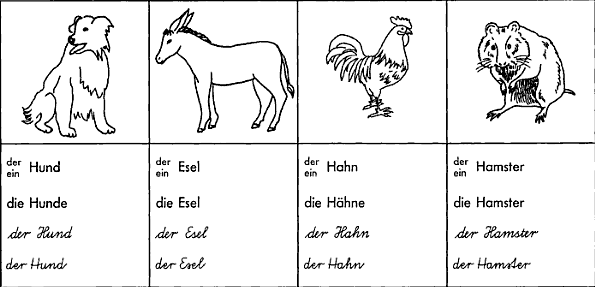 der
ein Hund
die Hunde
der Hund
der Hund
der
ein Esel
die Esel
der Esel
der Esel
der
ein Hahn
die Hähne
der Hahn
der Hahn
der
ein Hamster
die Hamster
der Hamster
der Hamster